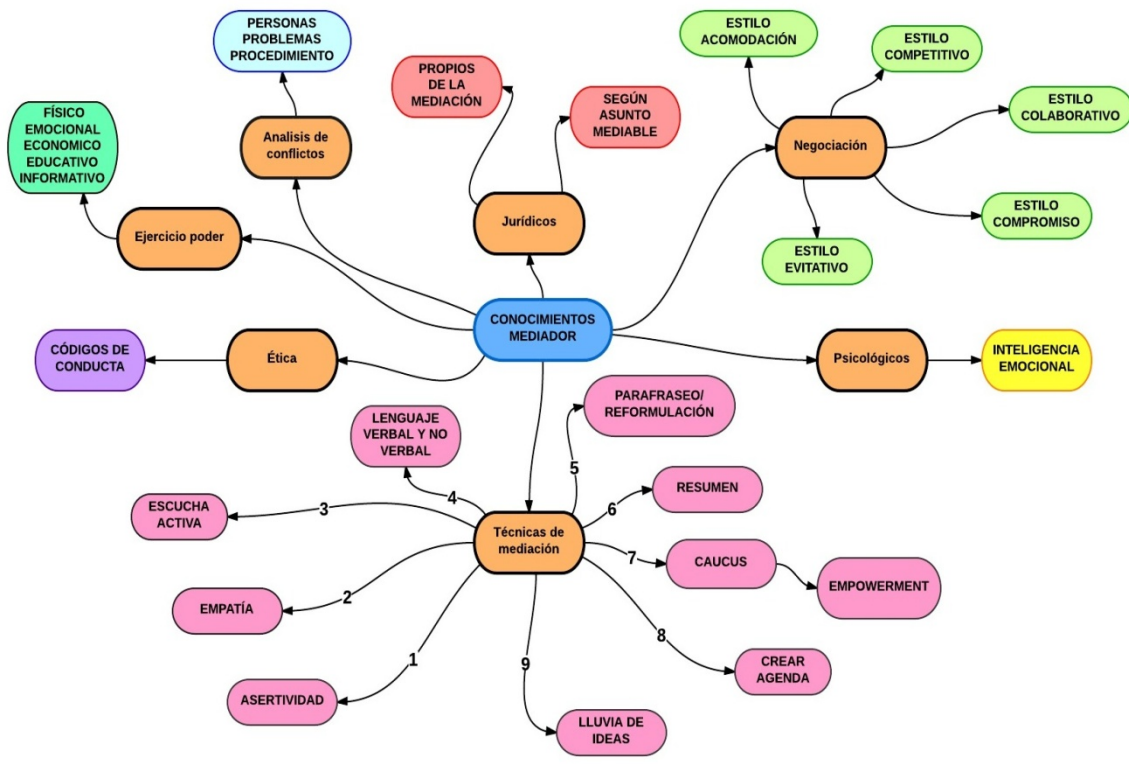 PERSONAS
PROBLEMAS
PROCEDIMIENTO
ESTILO
ACOMODACIÓN
ESTILO
COMPETITIVO
PROPIOS
DE LA
MEDIACIÓN
SEGÚN
ASUNTO
MEDIABLE
ESTILO
COLABORATIVO
FÍSICO
EMOCIONAL
ECONOMICO
EDUCATIVO
INFORMATIVO
Analisis de
conflictos
Negociación
Jurídicos
Ejercicio poder
ESTILO
COMPROMISO
ESTILO
EVITATIVO
CONOCIMIENTOS
MEDIADOR
CÓDIGOS DE
CONDUCTA
Ética
Psicológicos
INTELIGENCIA
EMOCIONAL
PARAFRASEO/
REFORMULACIÓN
LENGUAJE
VERBAL Y NO
VERBAL
5
4
6
RESUMEN
ESCUCHA
ACTIVA
3
Técnicas de
mediación
7
CAUCUS
EMPOWERMENT
EMPATÍA
2
8
1
9
CREAR
AGENDA
ASERTIVIDAD
LLUVIA DE
IDEAS